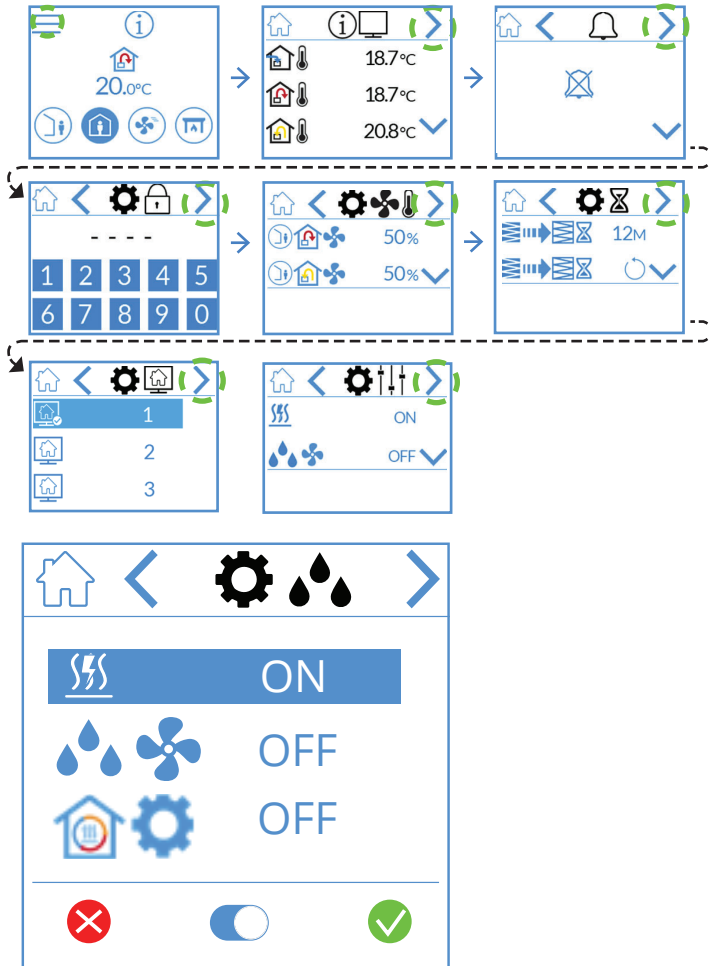 i
20.0°C
i
18.7°C
18.7°C
20.8°C
- - - -
1 2 3 4 5
6 7 8 9 0
50%
50%
12M
1
2
3
ON
OFF
ON
OFF
OFF